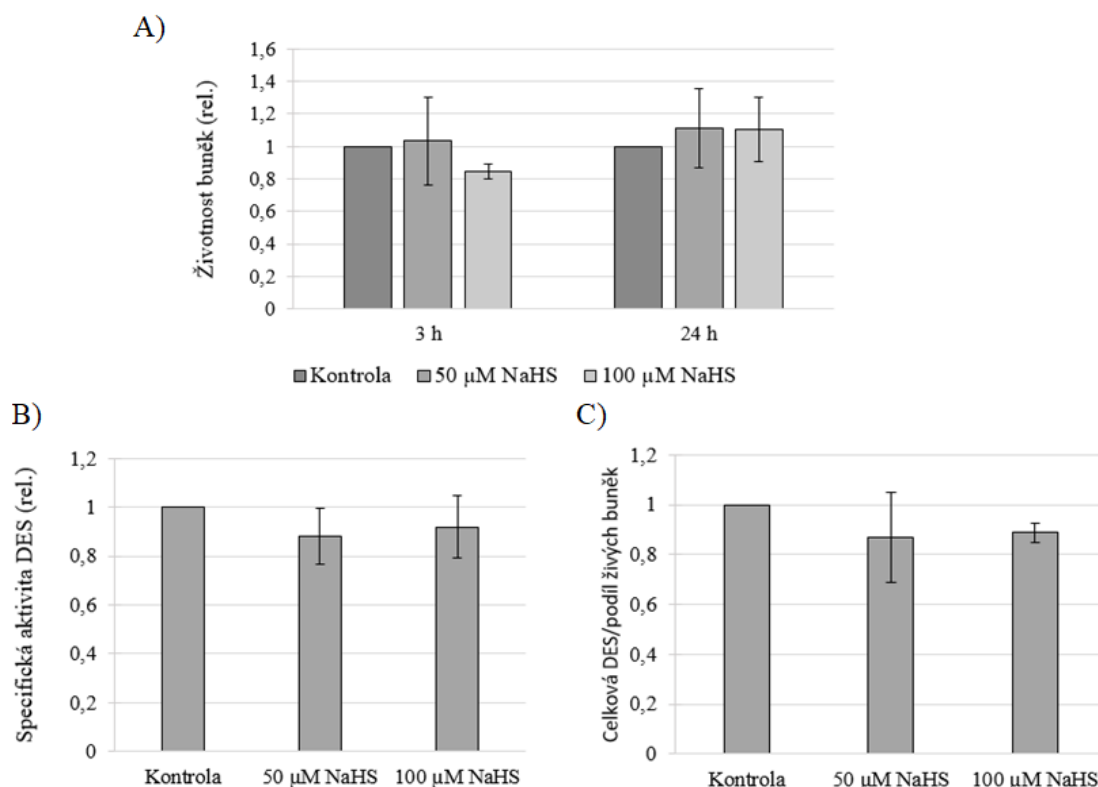 A)
Životnost buněk (rel.)
1,6
1,4
1,2
1
0,8
0,6
0,4
0,2
0
3 h
24 h
Kontrola
50 µM NaHS
100 µM NaHS
B)
Specifická aktivita DES (rel.)
1,2
1
0,8
0,6
0,4
0,2
0
Kontrola
50 µM NaHS
100 µM NaHS
C)
Celková DES/podíl živých buněk
1,2
1
0,8
0,6
0,4
0,2
0
Kontrola
50 µM NaHS
100 µM NaHS